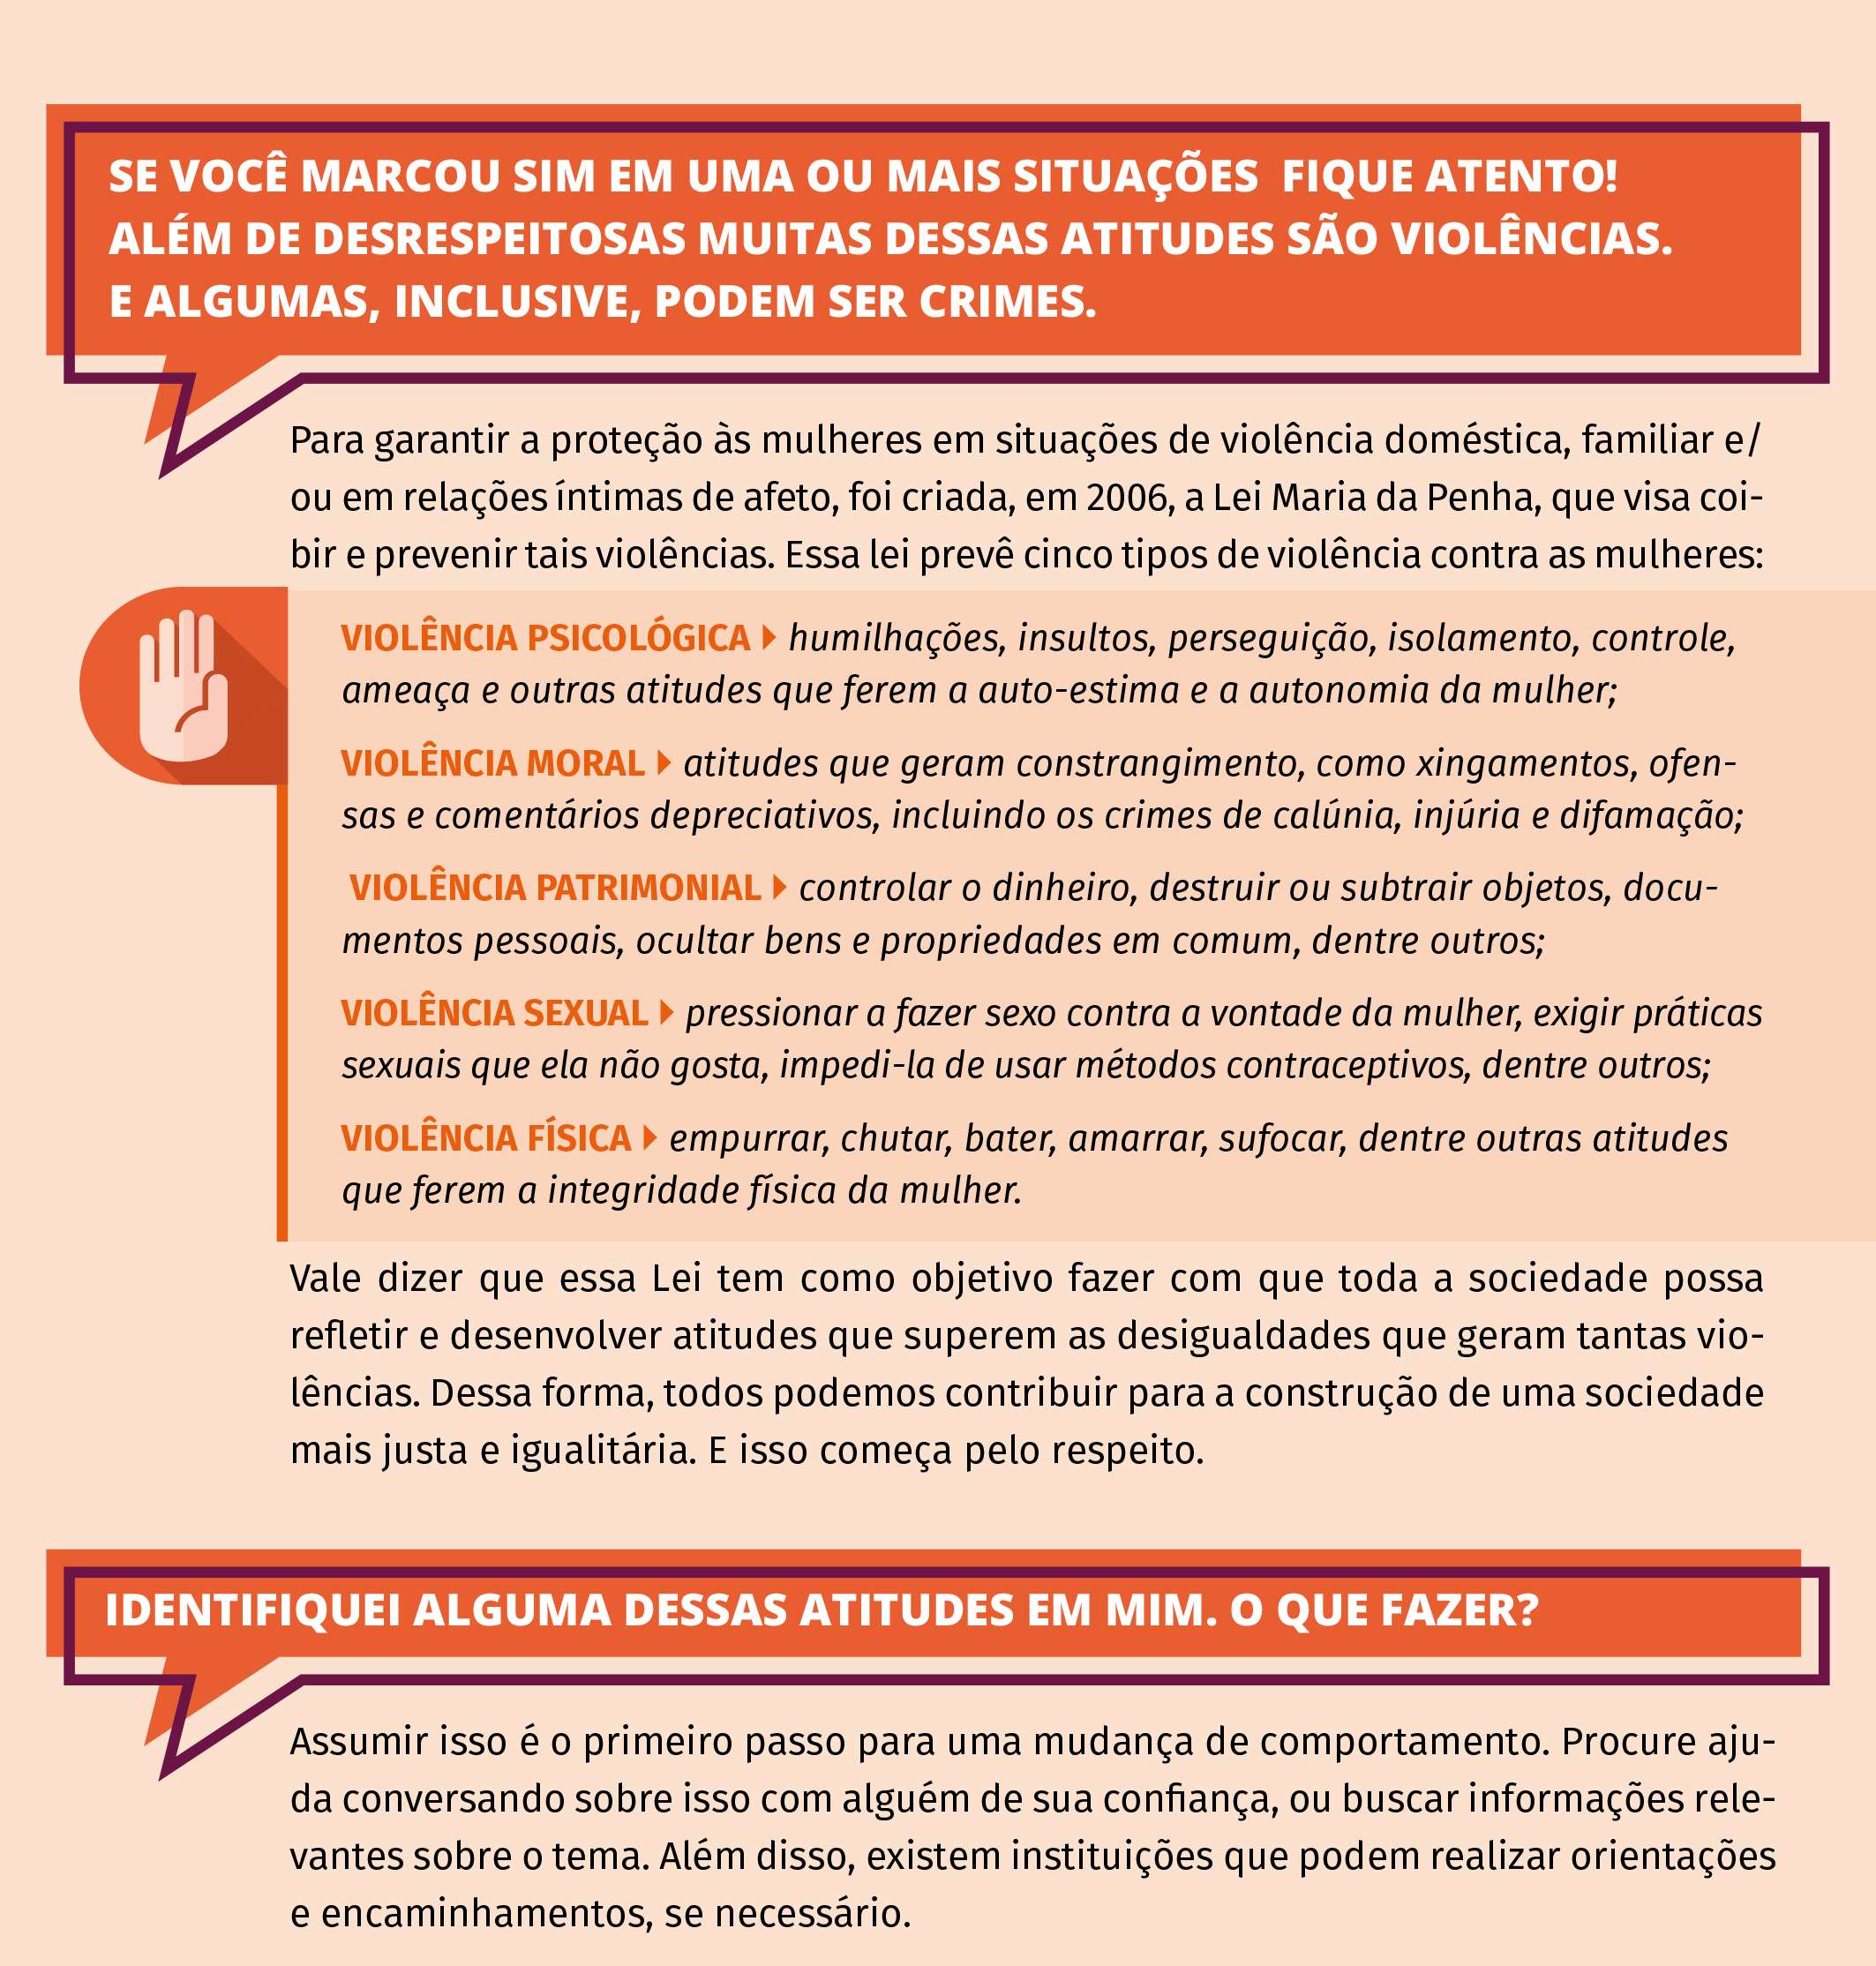 SE VOCÊ MARCOU SIM EM UMA OU MAIS SITUAÇÕES FIQUE ATENTO!
ALÉM DE DESRESPEITOSAS MUITAS DESSAS ATITUDES SÃO VIOLÊNCIAS.
E ALGUMAS, INCLUSIVE, PODEM SER CRIMES.
Para garantir a proteção às mulheres em situações de violência doméstica, familiar e/
ou em relações íntimas de afeto, foi criada, em 2006, a Lei Maria da Penha, que visa coi-
bir e prevenir tais violências. Essa lei prevê cinco tipos de violência contra as mulheres:
VIOLÊNCIA PSICOLÓGICA humilhações, insultos, perseguição, isolamento, controle,
ameaça e outras atitudes que ferem a auto-estima e a autonomia da mulher;
VIOLÊNCIA MORAL atitudes que geram constrangimento, como xingamentos, ofen-
sas e comentários depreciativos, incluindo os crimes de calúnia, injúria e difamação;
VIOLÊNCIA PATRIMONIAL controlar o dinheiro, destruir ou subtrair objetos, docu-
mentos pessoais, ocultar bens e propriedades em comum, dentre outros;
VIOLÊNCIA SEXUAL pressionar a fazer sexo contra a vontade da mulher, exigir práticas
sexuais que ela não gosta, impedi-la de usar métodos contraceptivos, dentre outros;
VIOLÊNCIA FÍSICA empurrar, chutar, bater, amarrar, sufocar, dentre outras atitudes
que ferem a integridade física da mulher.
Vale dizer que essa Lei tem como objetivo fazer com que toda a sociedade possa
refletir e desenvolver atitudes que superem as desigualdades que geram tantas vio-
lências. Dessa forma, todos podemos contribuir para a construção de uma sociedade
mais justa e igualitária. E isso começa pelo respeito.
IDENTIFIQUEI ALGUMA DESSAS ATITUDES EM MIM. O QUE FAZER?
Assumir isso é o primeiro passo para uma mudança de comportamento. Procure aju-
da conversando sobre isso com alguém de sua confiança, ou buscar informações rele-
vantes sobre o tema. Além disso, existem instituições que podem realizar orientações
e encaminhamentos, se necessário.